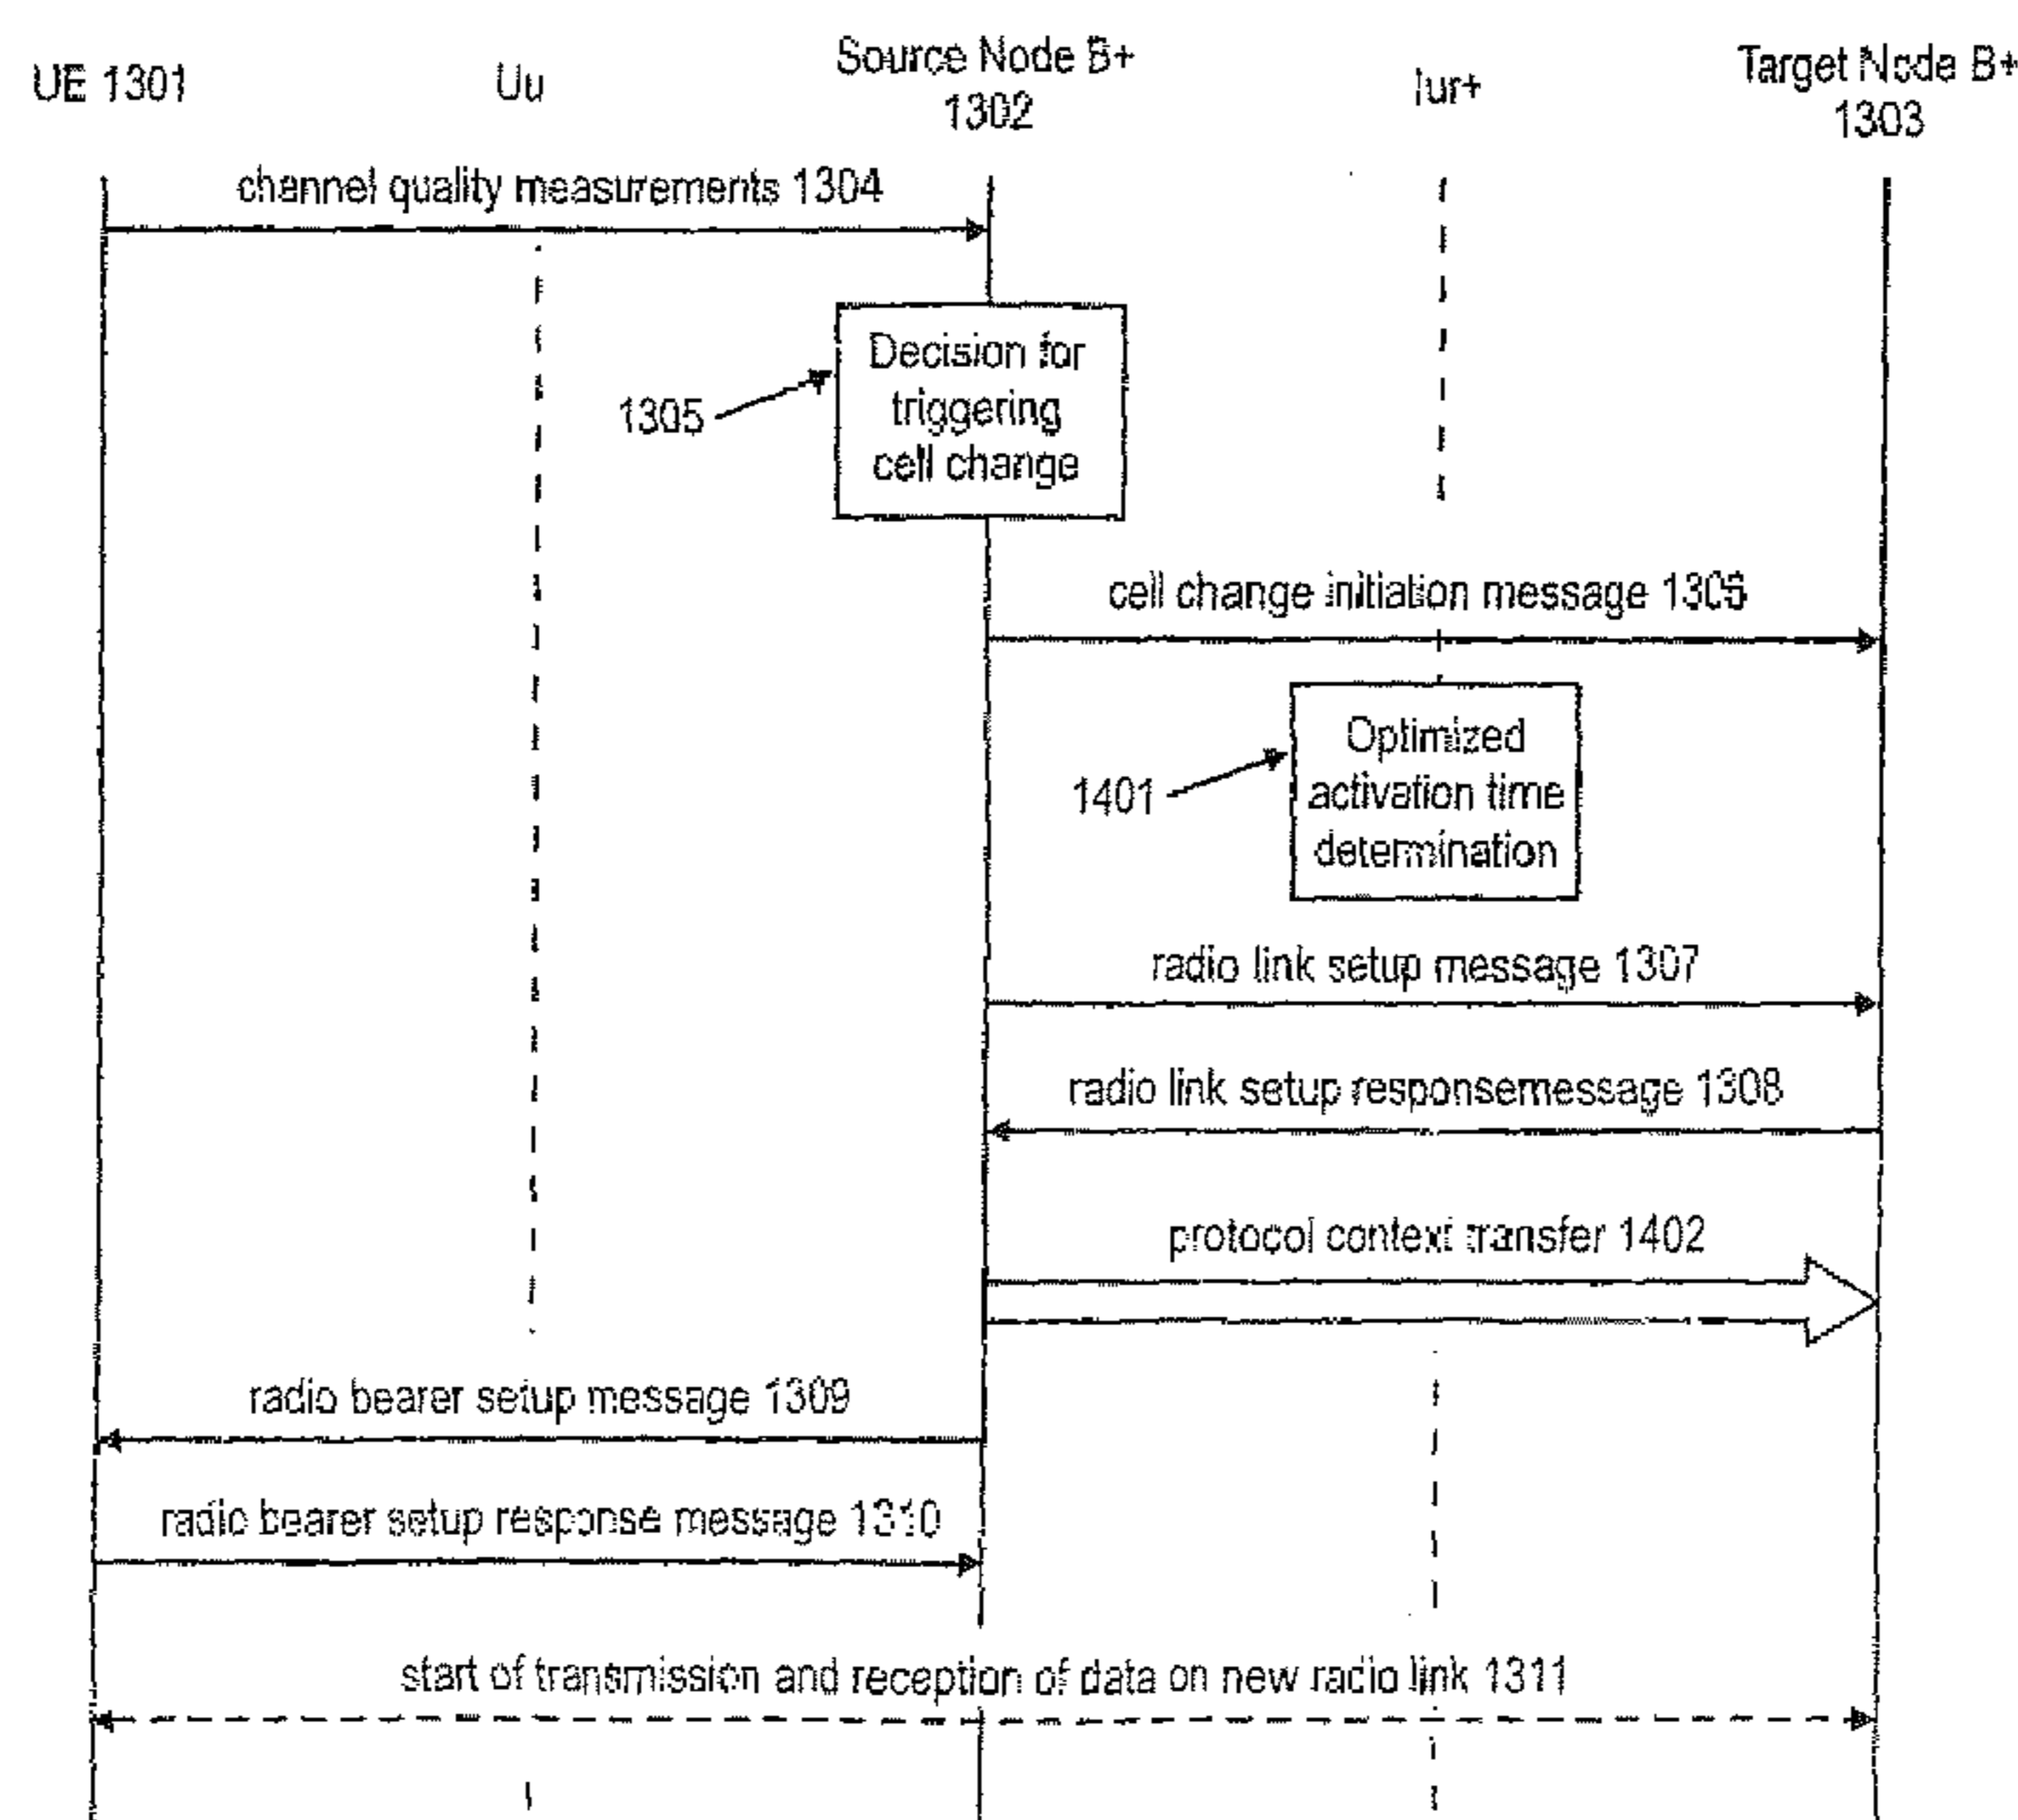 UE 1301
Uu
Source Node B+
1302
Iur+
Target Node B+
1303
channel quality measurements 1304
Decision for
triggering
cell change
1305
cell change initiation message 1306
Optimized
activation time
determination
1401
radio link setup message 1307
radio link setup responsemessage 1308
protocol context transfer 1402
radio bearer setup message 1309
radio bearer setup response message 1310
start of transmission and reception of data on new radio link 1311